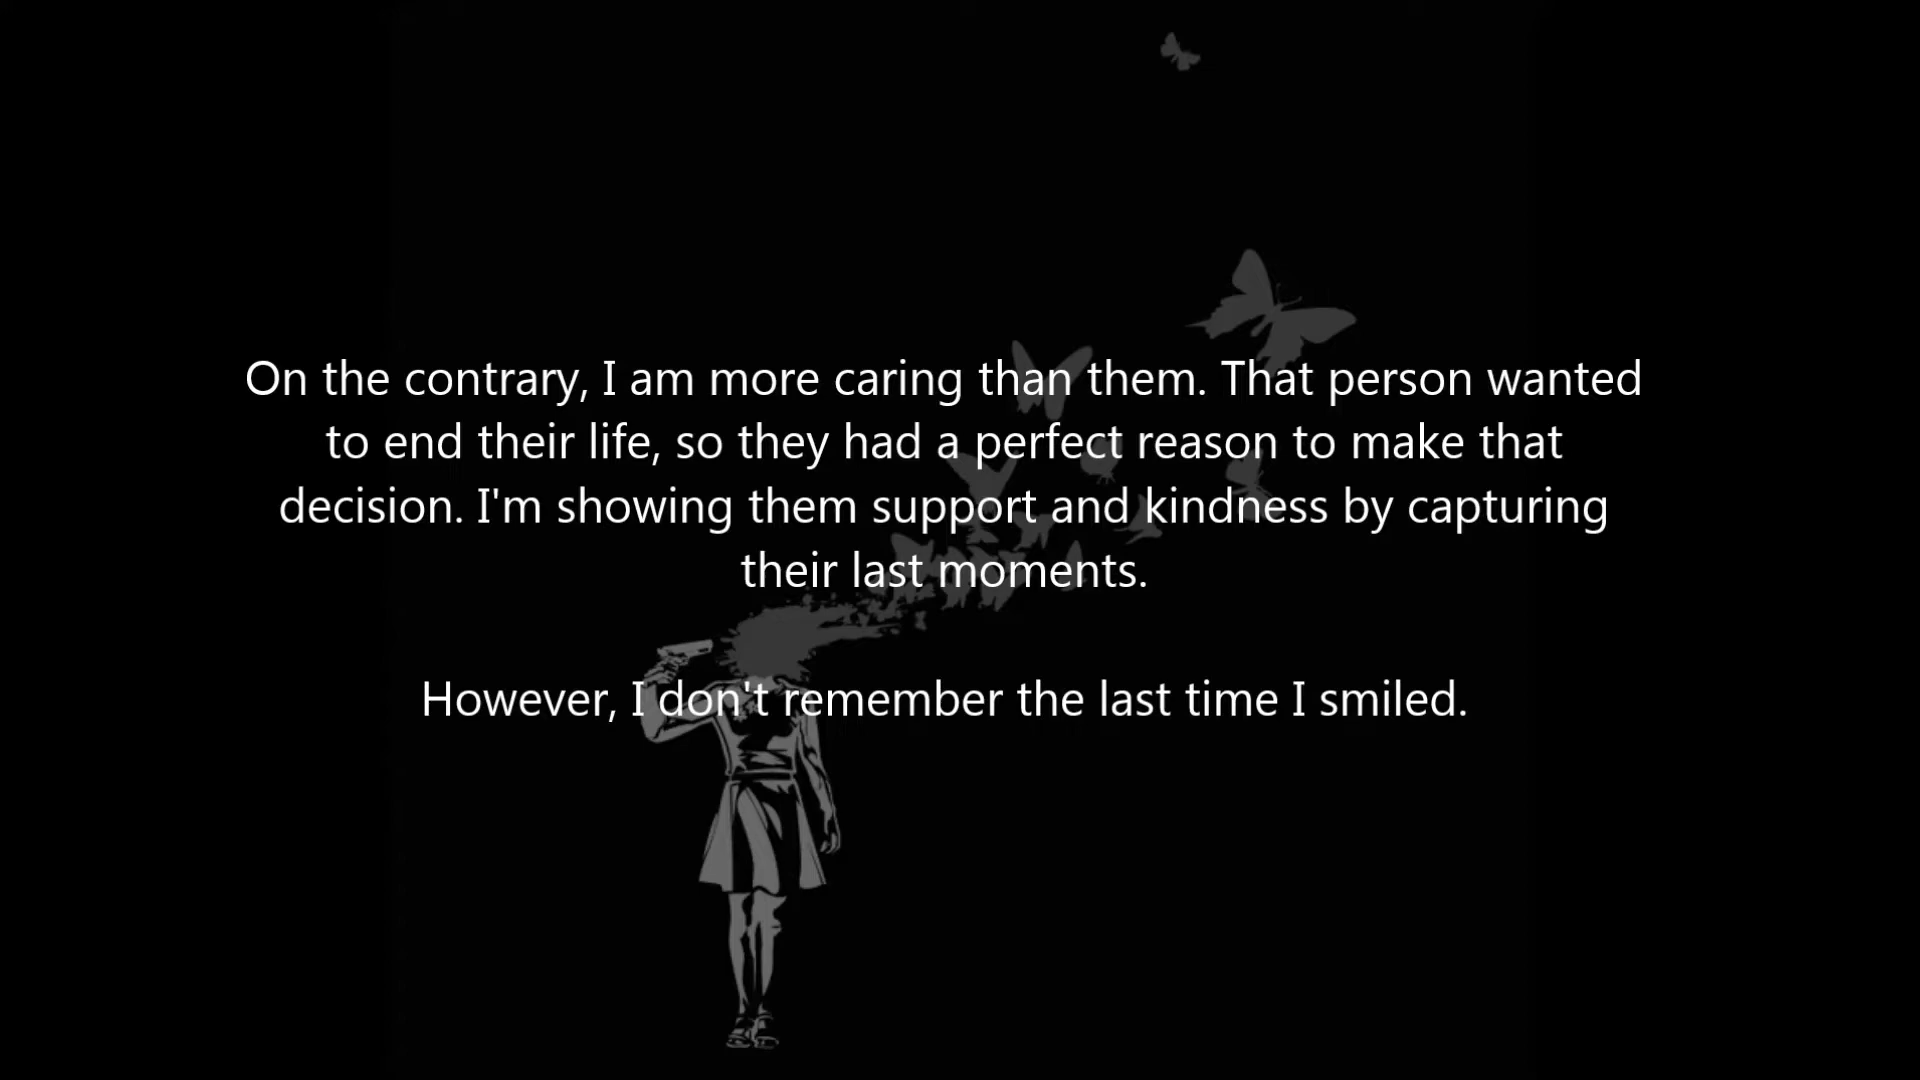 On the contrary, I am more caring than them. That person wanted
to end their life, so they had a perfect reason to make that
decision. I'm showing them support and kindness by capturing
their last moments.
However, I don't remember the last time I smiled.